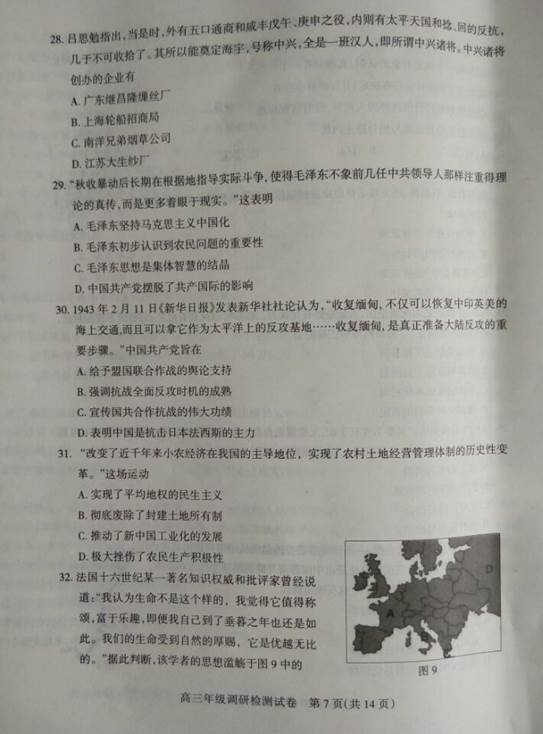 28. 吕思勉指出，当是时，外有五口通商和咸丰戊午、庚申之役，内则有太平天国和捻、回的反抗，
几于不可收拾了。其所以能奠定海宇，号称中兴，全是一班汉人，即所谓中兴诸将。中兴诸将
创办的企业有
A. 广东继昌隆缫丝厂
B. 上海轮船招商局
C. 南洋兄弟烟草公司
D. 江苏大生纱厂
29. “秋收暴动后长期在根据地指导实际斗争，使得毛泽东不象前几任中共领导人那样注重得理
论的真传，而是更多着眼于现实。”这表明
A. 毛泽东坚持马克思主义中国化
B. 毛泽东初步认识到农民问题的重要性
C. 毛泽东思想是集体智慧的结晶
D. 中国共产党摆脱了共产国际的影响
30. 1943 年 2 月 11 日《新华日报》发表新华社社论认为，“收复缅甸，不仅可以恢复中印英美的
海上交通，而且可以拿它作为太平洋上的反攻基地……收复缅甸，是真正准备大陆反攻的重
要步骤。”中国共产党旨在
A. 给予盟国联合作战的舆论支持
B. 强调抗战全面反攻时机的成熟
C. 宣传国共合作抗战的伟大功绩
D. 表明中国是抗击日本法西斯的主力
31. “改变了近千年来小农经济在我国的主导地位，实现了农村土地经营管理体制的历史性变
革。”这场运动
A. 实现了平均地权的民生主义
B. 彻底废除了封建土地所有制
C. 推动了新中国工业化的发展
D. 极大挫伤了农民生产积极性
32. 法国十六世纪某一著名知识权威和批评家曾经说
道：“我认为生命不是这个样的，我觉得它值得称
颂，富于乐趣，即便我自己到了垂暮之年也还是如
此。我们的生命受到自然的厚赐，它是优越无比
的。”据此判断，该学者的思想滥觞于图 9 中的
A
D
图 9
高三年级调研检测试卷 第 7 页（共 14 页）